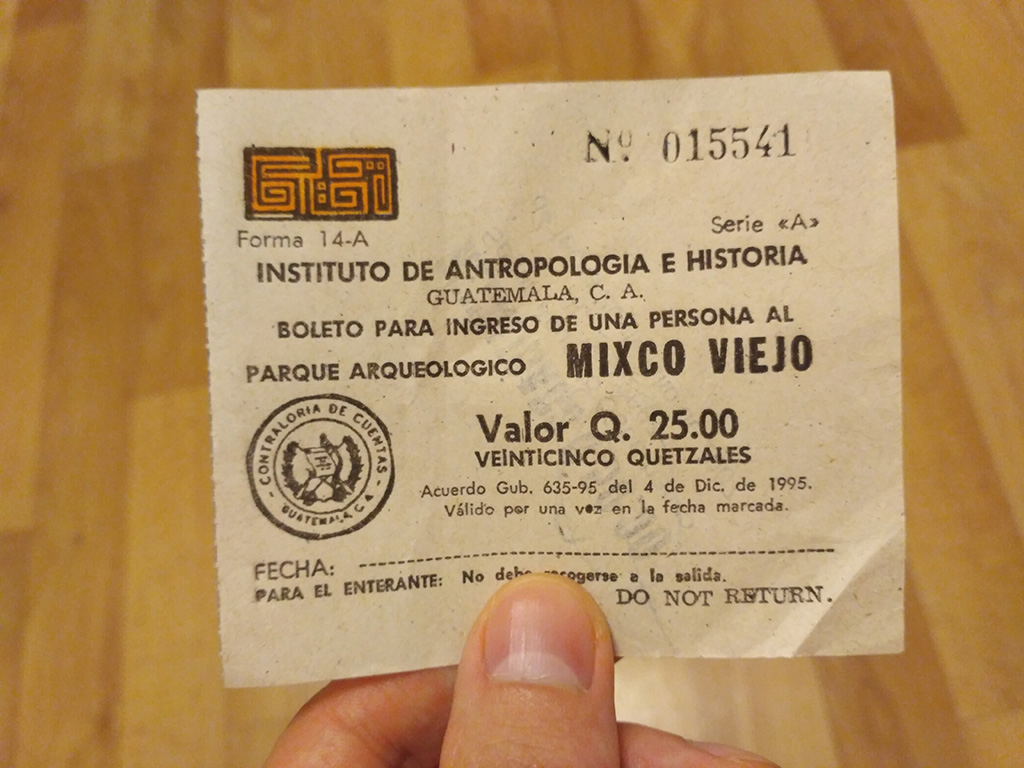 Nº 015541
Forma 14-A
Serie «A»
INSTITUTO DE ANTROPOLOGIA E HISTORIA
GUATEMALA, C. A.
BOLETO PARA INGRESO DE UNA PERSONA AL
PARQUE ARQUEOLOGICO MIXCO VIEJO
CONTRALORIA DE CUENTAS
GUATEMALA, C. A.
Valor Q. 25.00
VEINTICINCO QUETZALES
Acuerdo Gub. 635-95 del 4 de Dic. de 1995.
Válido por una vez en la fecha marcada.
FECHA:
PARA EL ENTERANTE: No debe recogerse a la salida.
DO NOT RETURN.